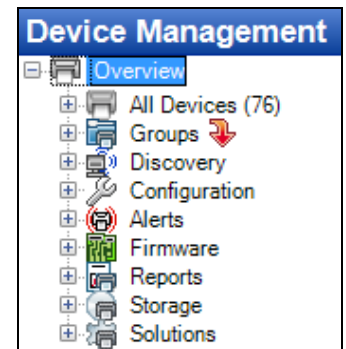 Device Management
Overview
All Devices (76)
Groups
Discovery
Configuration
Alerts
Firmware
Reports
Storage
Solutions